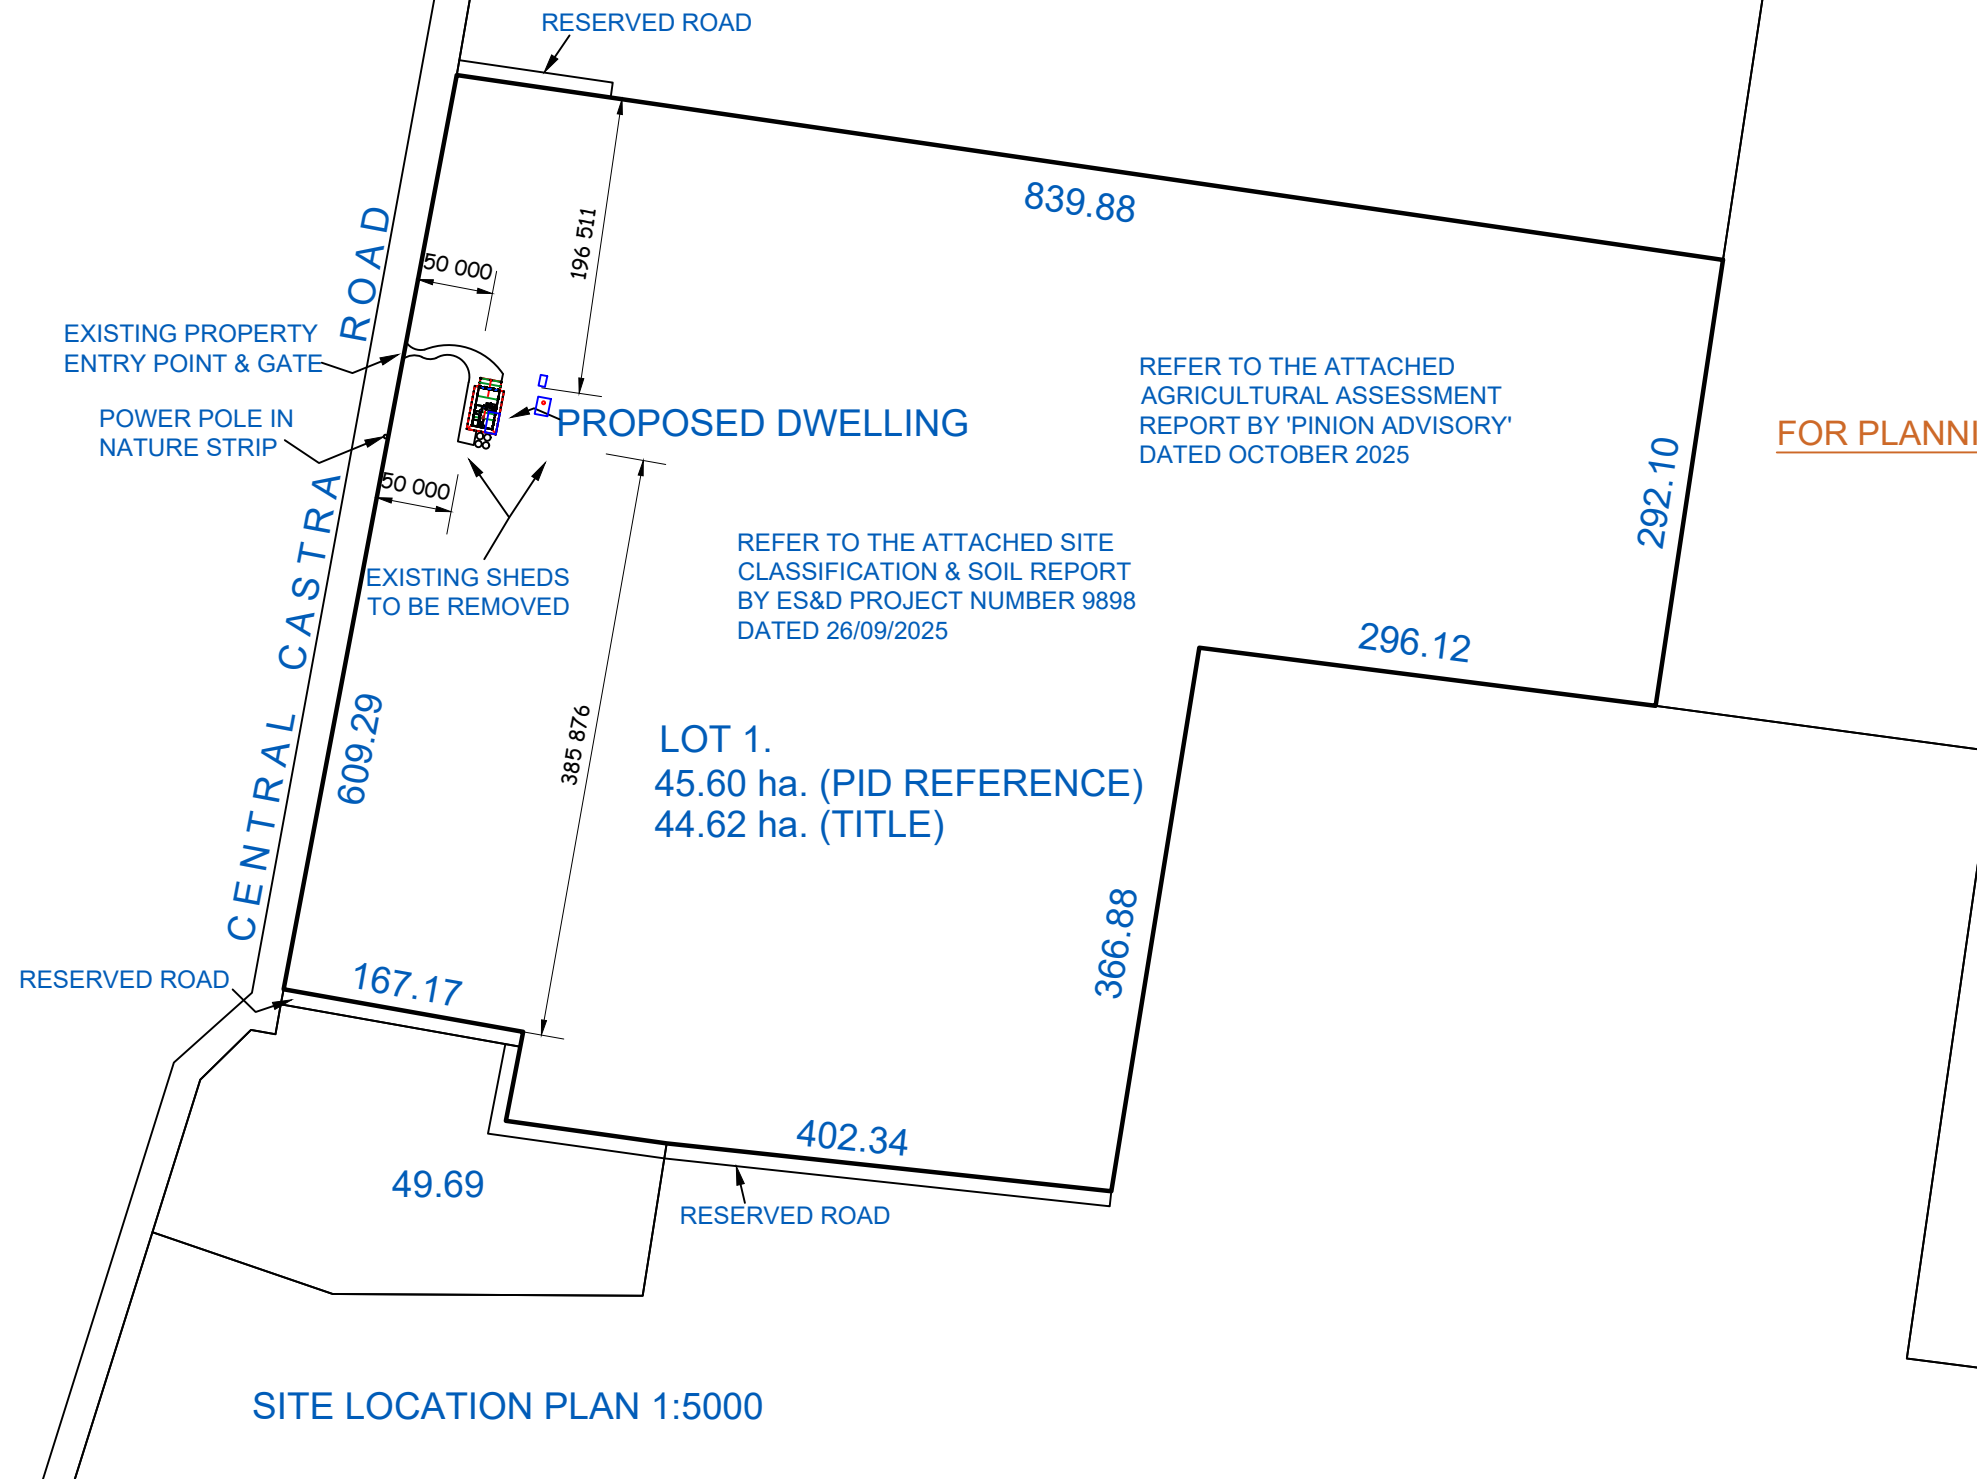 RESERVED ROAD
839.88
196 511
50 000
CENTRAL CASTRA ROAD
EXISTING PROPERTY
ENTRY POINT & GATE
POWER POLE IN
NATURE STRIP
PROPOSED DWELLING
REFER TO THE ATTACHED
AGRICULTURAL ASSESSMENT
REPORT BY 'PINION ADVISORY'
DATED OCTOBER 2025
FOR PLANNI
292.10
50 000
EXISTING SHEDS
TO BE REMOVED
REFER TO THE ATTACHED SITE
CLASSIFICATION & SOIL REPORT
BY ES&D PROJECT NUMBER 9898
DATED 26/09/2025
296.12
609.29
385 876
LOT 1.
45.60 ha. (PID REFERENCE)
44.62 ha. (TITLE)
366.88
RESERVED ROAD
167.17
402.34
49.69
RESERVED ROAD
SITE LOCATION PLAN 1:5000